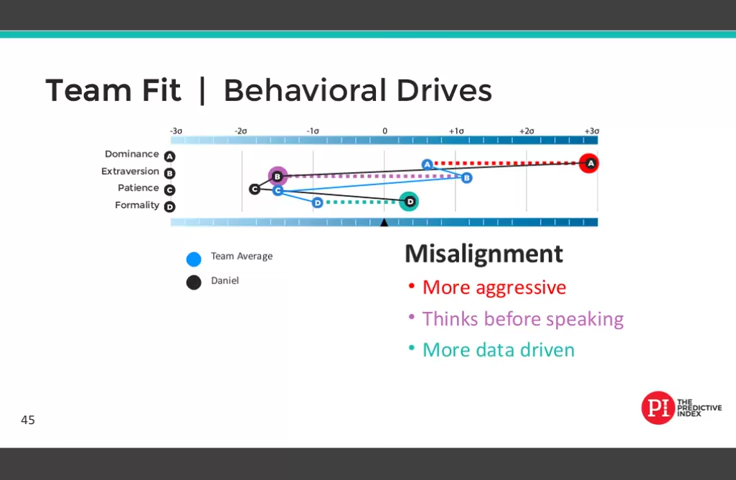 Team Fit | Behavioral Drives
-3σ -2σ -1σ 0 +1σ +2σ +3σ
Dominance A A A
Extraversion B B B
Patience C C C
Formality D D D
Team Average
Daniel
Misalignment
• More aggressive
• Thinks before speaking
• More data driven
45
PI THE
PREDICTIVE
INDEX